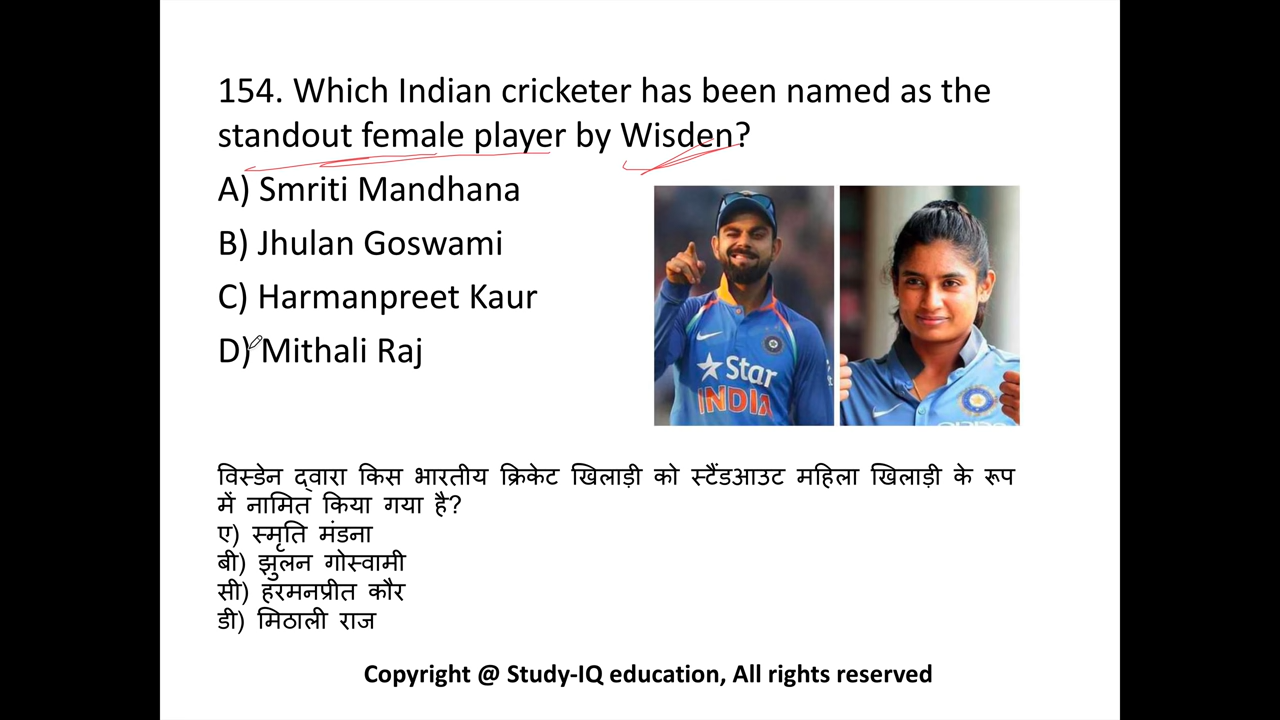 154. Which Indian cricketer has been named as the
standout female player by Wisden?
A) Smriti Mandhana
B) Jhulan Goswami
C) Harmanpreet Kaur
D) Mithali Raj
Star
INDIA
विस्डेन द्वारा किस भारतीय क्रिकेट खिलाड़ी को स्टैंडआउट महिला खिलाड़ी के रूप
में नामित किया गया है?
ए) स्मृति मंडना
बी) झुलन गोस्वामी
सी) हरमनप्रीत कौर
डी) मिठाली राज
Copyright @ Study-IQ education, All rights reserved